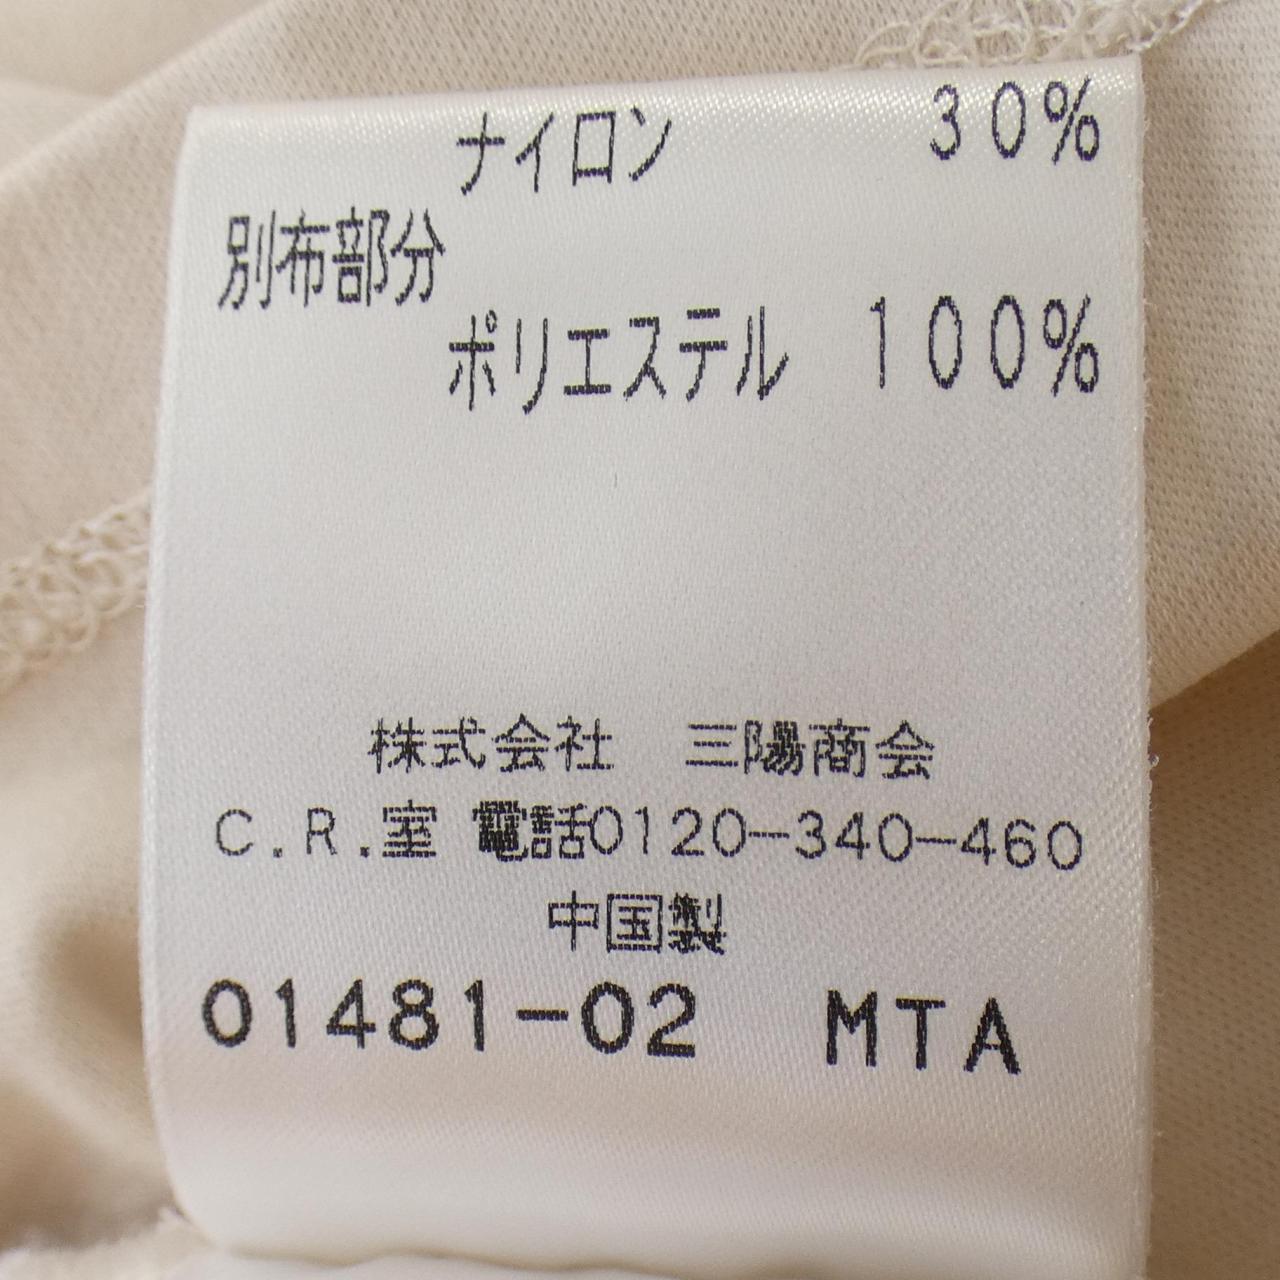 ナイロン 30%
別布部分
ポリエステル 100%
株式会社 三陽商会
C.R.室 電話0120-340-460
中国製
01481-02 MTA